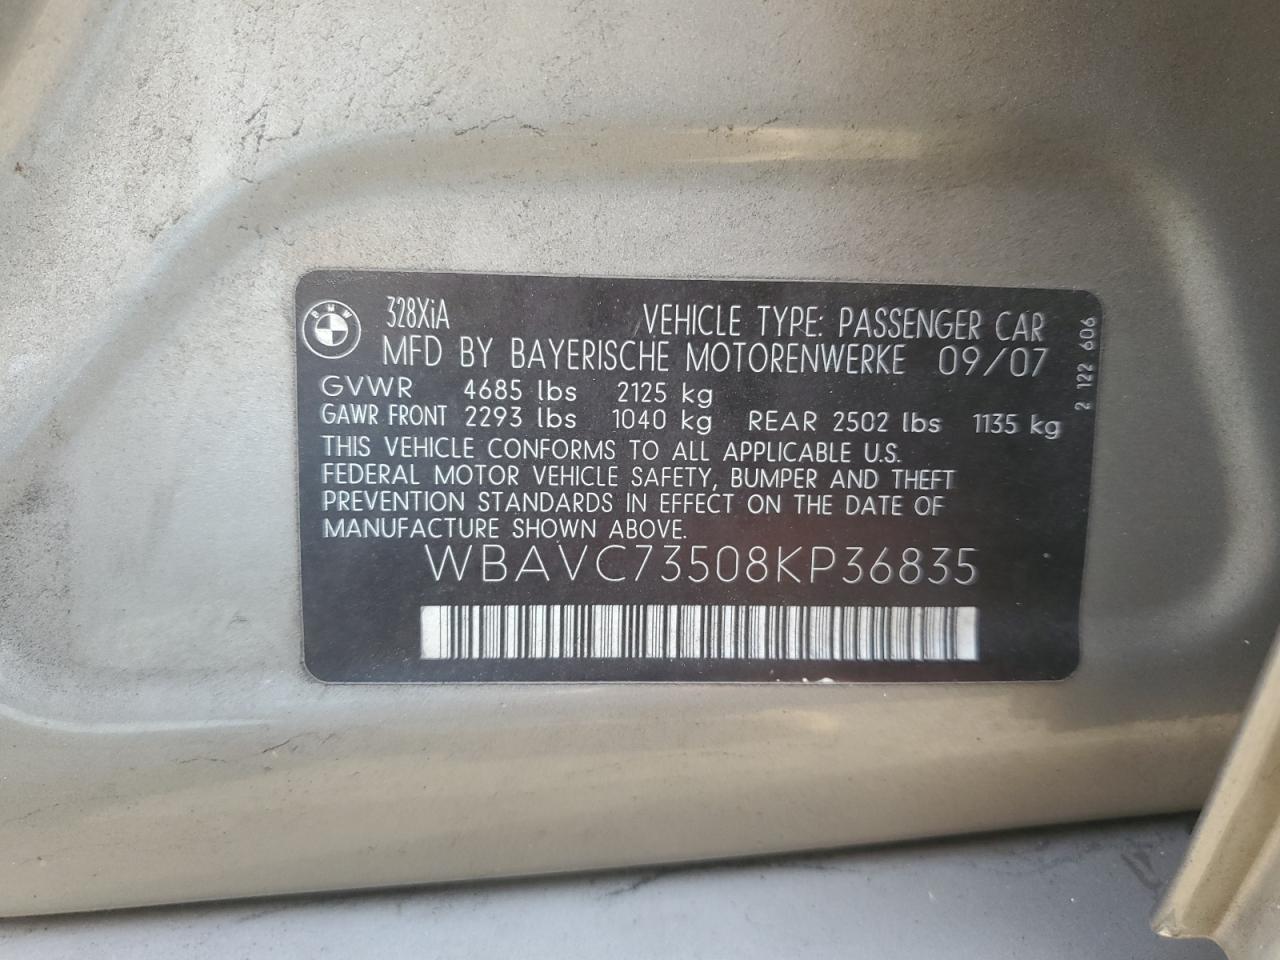 BMW
328XiA VEHICLE TYPE: PASSENGER CAR
MFD BY BAYERISCHE MOTORENWERKE 09/07
GVWR 4685 lbs 2125 kg
GAWR FRONT 2293 lbs 1040 kg REAR 2502 lbs 1135 kg
THIS VEHICLE CONFORMS TO ALL APPLICABLE U.S.
FEDERAL MOTOR VEHICLE SAFETY, BUMPER AND THEFT
PREVENTION STANDARDS IN EFFECT ON THE DATE OF
MANUFACTURE SHOWN ABOVE.
WBAVC73508KP36835
2 122 606